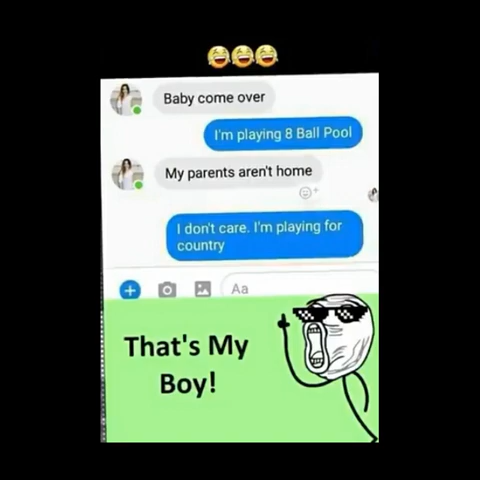 Baby come over
I'm playing 8 Ball Pool
My parents aren't home
I don't care. I'm playing for
country
Aa
That's My
Boy!